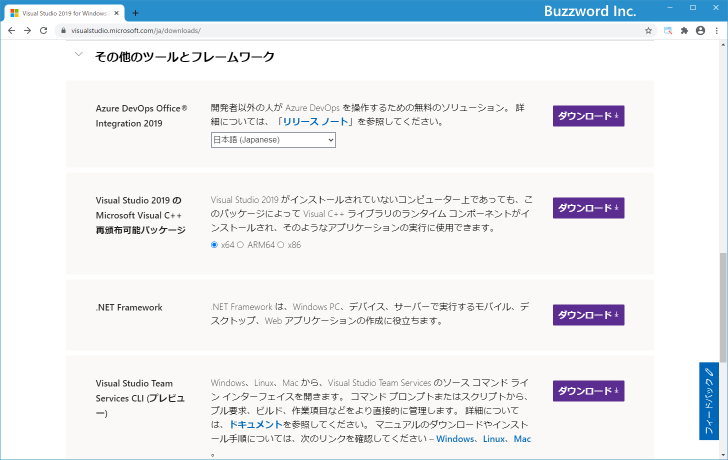 Buzzword Inc.
Visual Studio 2019 for Windows
visualstudio.microsoft.com/ja/downloads/
その他のツールとフレームワーク
Azure DevOps Office®
Integration 2019
開発者以外の人が Azure DevOps を操作するための無料のソリューション。 詳
細については、「リリース ノート」を参照してください。
日本語 (Japanese)
ダウンロード
Visual Studio 2019 の
Microsoft Visual C++
再頒布可能パッケージ
Visual Studio 2019 がインストールされていないコンピューター上であっても、こ
のパッケージによって Visual C++ ライブラリのランタイム コンポーネントがイ
ンストールされ、そのようなアプリケーションの実行に使用できます。
x64 ARM64 x86
ダウンロード
.NET Framework
.NET Framework は、Windows PC、デバイス、サーバーで実行するモバイル、デ
スクトップ、Web アプリケーションの作成に役立ちます。
ダウンロード
Visual Studio Team
Services CLI (プレビュ
ー)
Windows、Linux、Mac から、Visual Studio Team Services のソース コマンド ライ
ン インターフェイスを開きます。 コマンド プロンプトまたはスクリプトから、
プル要求、ビルド、作業項目などをより直接的に管理します。 詳細について
は、ドキュメントを参照してください。 マニュアルのダウンロードやインスト
ール手順については、次のリンクを確認してください – Windows、Linux、Mac
。
ダウンロード
フィードバック